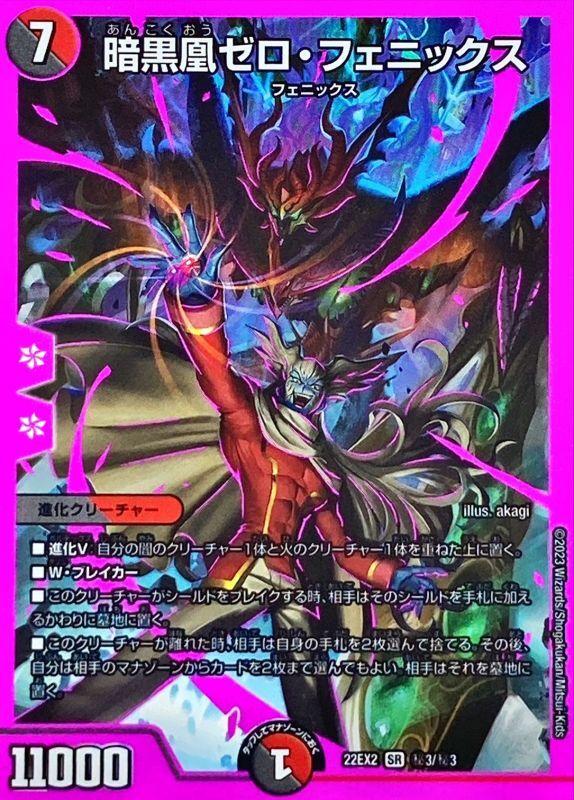 7
あんこくおう
暗黒凰ゼロ・フェニックス
フェニックス
進化クリーチャー
illus. akagi
■進化V:自分の闇のクリーチャー1体と火のクリーチャー1体を重ねた上に置く。
■W・ブレイカー
■このクリーチャーがシールドをブレイクする時、相手はそのシールドを手札に加え
るかわりに墓地に置く。
■このクリーチャーが離れた時、相手は自身の手札を2枚選んで捨てる。その後、
自分は相手のマナゾーンからカードを2枚まで選んでもよい。相手はそれを墓地に
置く。
©2023 Wizards/Shogakukan/Mitsui-Kids
11000
タップしてマナゾーンにおく
1
22EX2 SR 3/3